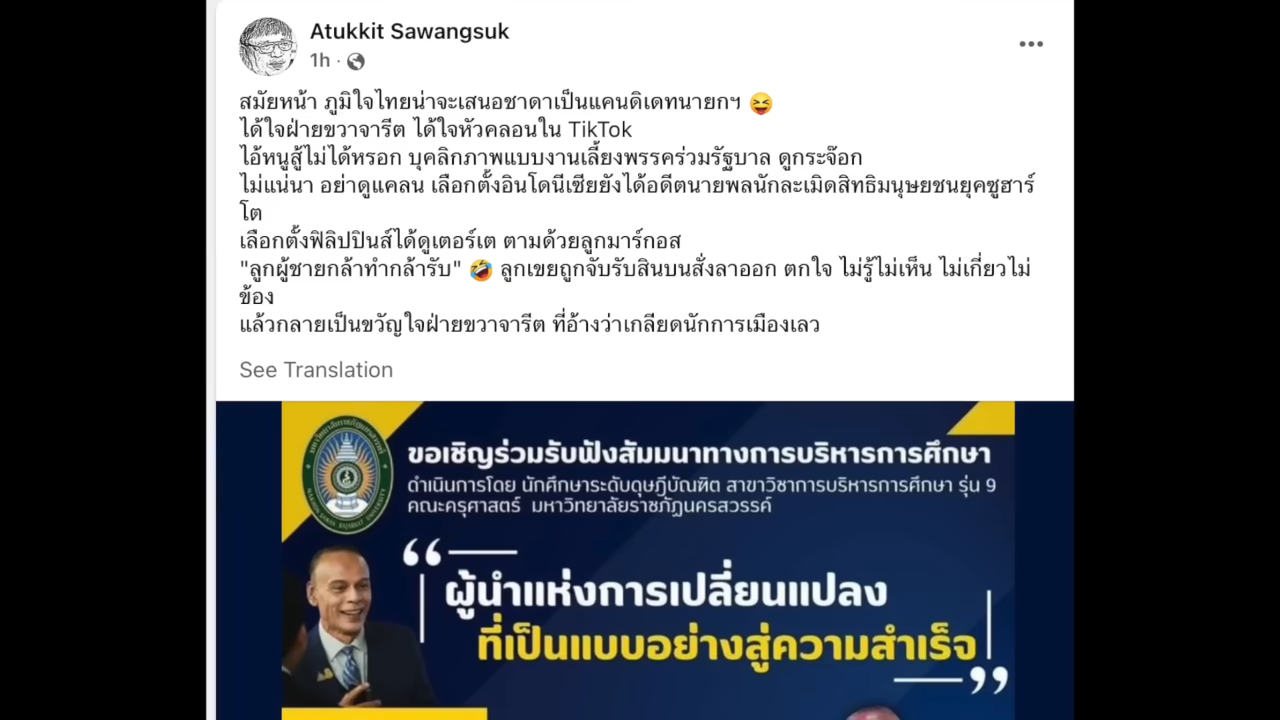 Atukkit Sawangsuk
1h ·
สมัยหน้า ภูมิใจไทยน่าจะเสนอชาดาเป็นแคนดิเดทนายกฯ 😝
ได้ใจฝ่ายขวาจารีต ได้ใจหัวคลอนใน TikTok
ไอ้หนูสู้ไม่ได้หรอก บุคลิกภาพแบบงานเลี้ยงพรรคร่วมรัฐบาล ดูกระจ๊อก
ไม่แน่นา อย่าดูแคลน เลือกตั้งอินโดนีเซียยังได้อดีตนายพลนักละเมิดสิทธิมนุษยชนยุคซูฮาร์
โต
เลือกตั้งฟิลิปปินส์ได้ดูเตอร์เต ตามด้วยลูกมาร์กอส
"ลูกผู้ชายกล้าทำกล้ารับ" 🤣 ลูกเขยถูกจับรับสินบนสั่งลาออก ตกใจ ไม่รู้ไม่เห็น ไม่เกี่ยวไม่
ข้อง
แล้วกลายเป็นขวัญใจฝ่ายขวาจารีต ที่อ้างว่าเกลียดนักการเมืองเลว
See Translation
ขอเชิญร่วมรับฟังสัมมนาทางการบริหารการศึกษา
ดำเนินการโดย นักศึกษาระดับดุษฎีบัณฑิต สาขาวิชาการบริหารการศึกษา รุ่น 9
คณะครุศาสตร์ มหาวิทยาลัยราชภัฏนครสวรรค์
“ผู้นำแห่งการเปลี่ยนแปลง
ที่เป็นแบบอย่างสู่ความสำเร็จ”